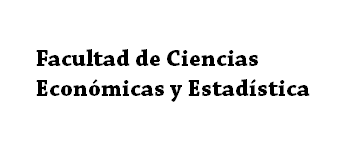 Facultad de Ciencias
Económicas y Estadística